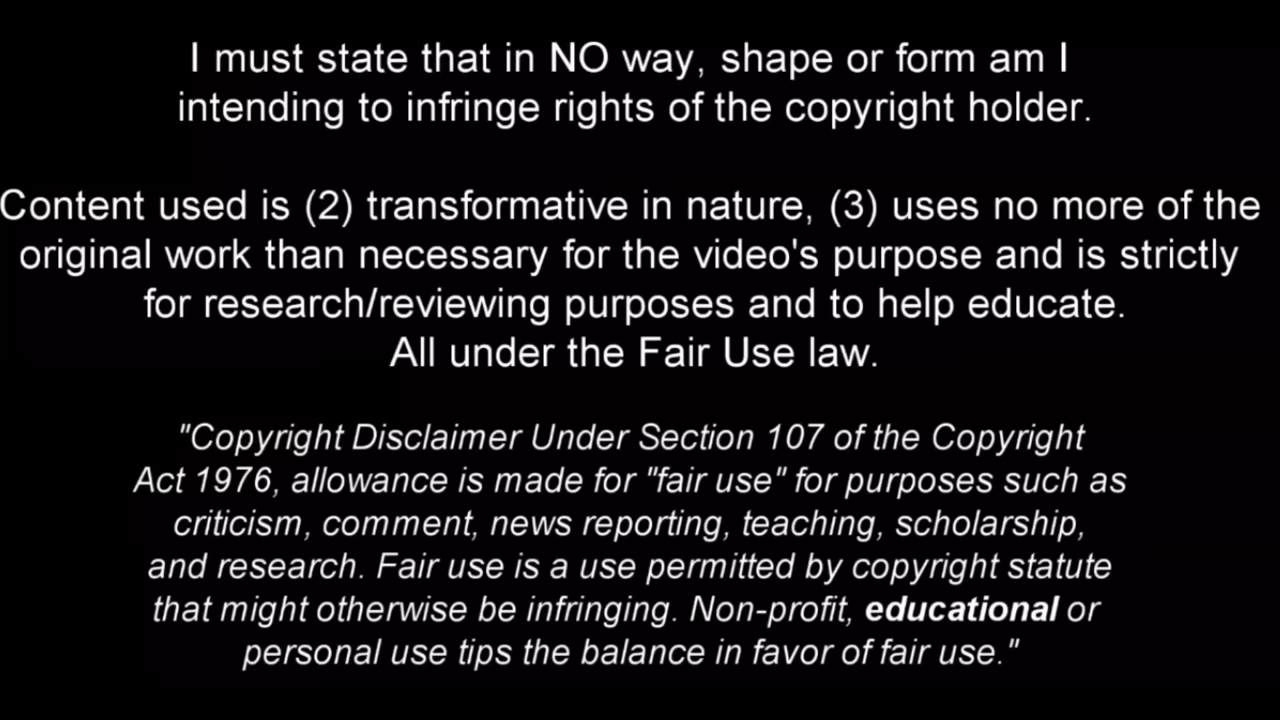 I must state that in NO way, shape or form am I
intending to infringe rights of the copyright holder.
Content used is (2) transformative in nature, (3) uses no more of the
original work than necessary for the video's purpose and is strictly
for research/reviewing purposes and to help educate.
All under the Fair Use law.
"Copyright Disclaimer Under Section 107 of the Copyright
Act 1976, allowance is made for "fair use" for purposes such as
criticism, comment, news reporting, teaching, scholarship,
and research. Fair use is a use permitted by copyright statute
that might otherwise be infringing. Non-profit, educational or
personal use tips the balance in favor of fair use."